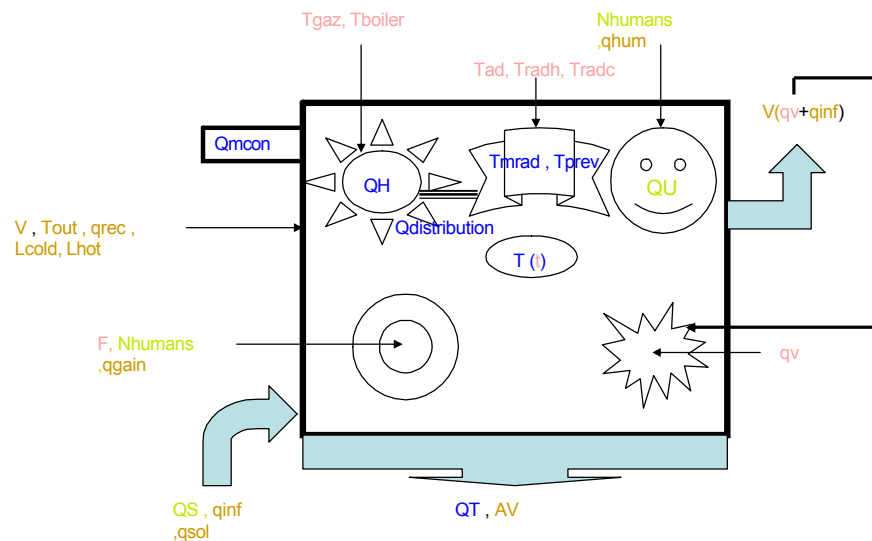 Tgaz, Tboiler
Nhumans
,qhum
Tad, Tradh, Tradc
V(qv+qinf)
Qmcon
QH
Tmrad , Tprev
QU
Qdistribution
V , Tout , qrec ,
Lcold, Lhot
T (t)
F, Nhumans
,qgain
qv
QS , qinf
,qsol
QT , AV